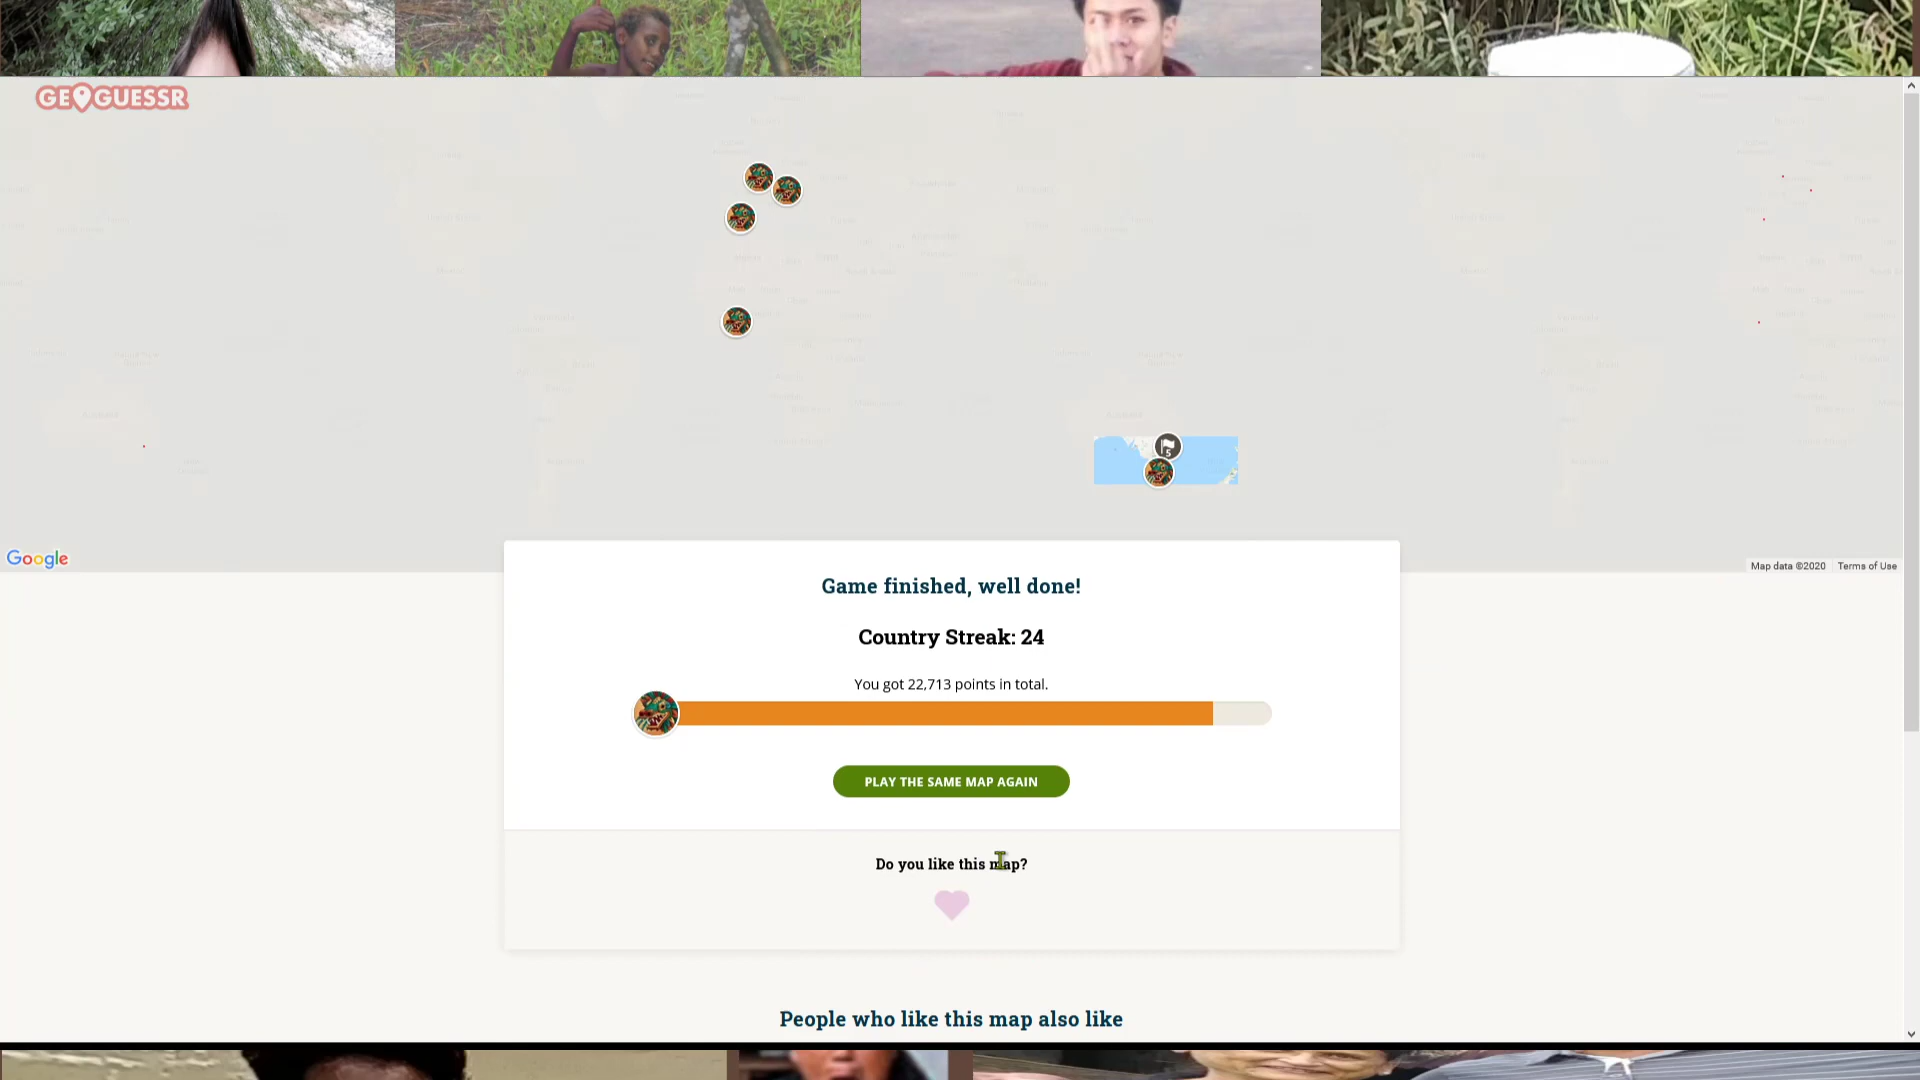 GEOGUESSR
5
Google
Map data ©2020 Terms of Use
Game finished, well done!
Country Streak: 24
You got 22,713 points in total.
PLAY THE SAME MAP AGAIN
Do you like this map?
People who like this map also like